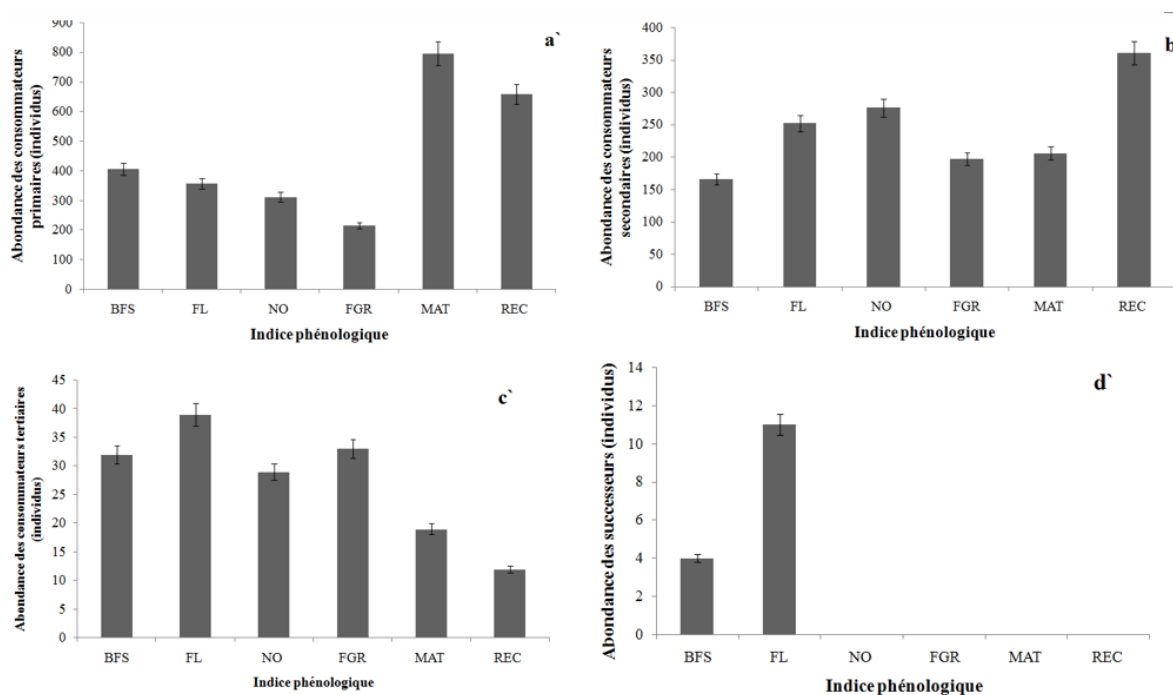 a`
Abondance des consommateurs
primaires (individus)
900
800
700
600
500
400
300
200
100
0
BFS FL NO FGR MAT REC
Indice phénologique
b
Abondance des consommateurs
secondaires (individus)
400
350
300
250
200
150
100
50
0
BFS FL NO FGR MAT REC
Indice phénologique
c`
Abondance des consommateurs tertiaires
(individus)
45
40
35
30
25
20
15
10
5
0
BFS FL NO FGR MAT REC
Indice phénologique
d`
Abondance des successeurs (individus)
14
12
10
8
6
4
2
0
BFS FL NO FGR MAT REC
Indice phénologique